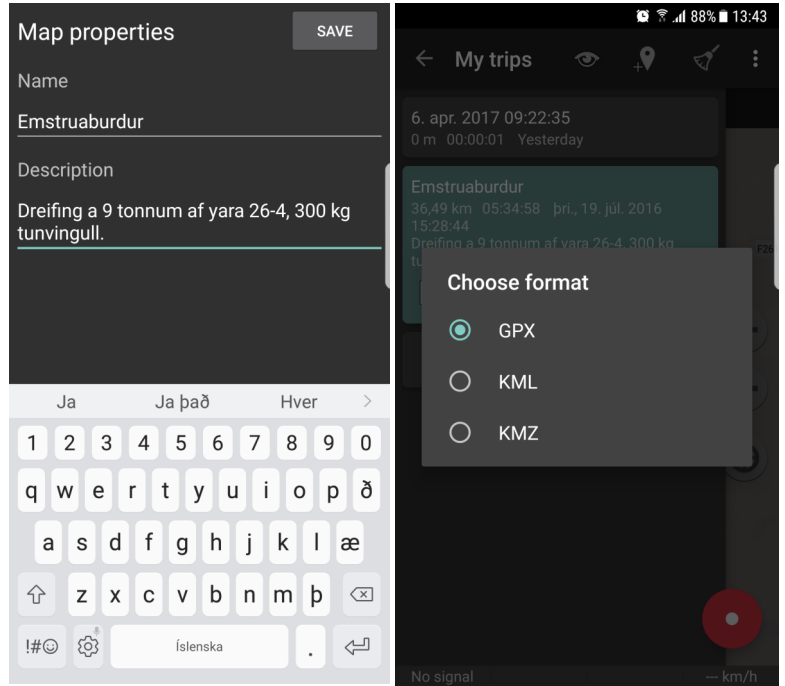 Map properties
SAVE
Name
Emstruaburdur
Description
Dreifing a 9 tonnum af yara 26-4, 300 kg
tunvingull.
Ja
Ja það
Hver
1 2 3 4 5 6 7 8 9 0
q w e r t y u i o p ð
a s d f g h j k l æ
z x c v b n m þ
!#☺
Íslenska
.
88% 13:43
My trips
6. apr. 2017 09:22:35
0 m 00:00:01 Yesterday
Emstruaburdur
36,49 km 05:34:58 þri., 19. júl. 2016
15:28:44
Dreifing a 9 tonnum af yara 26-4, 300 kg
F26
Choose format
GPX
KML
KMZ
No signal
--- km/h